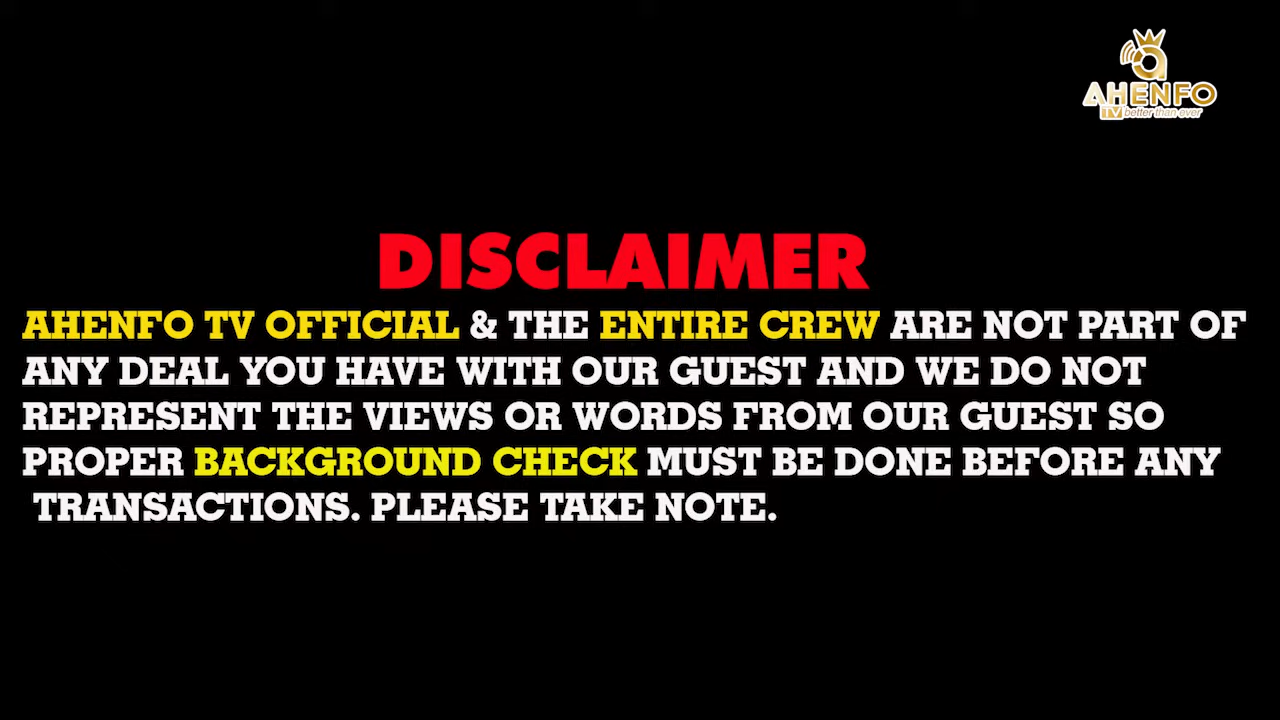 AHENFO
TV better than ever
DISCLAIMER
AHENFO TV OFFICIAL & THE ENTIRE CREW ARE NOT PART OF
ANY DEAL YOU HAVE WITH OUR GUEST AND WE DO NOT
REPRESENT THE VIEWS OR WORDS FROM OUR GUEST SO
PROPER BACKGROUND CHECK MUST BE DONE BEFORE ANY
TRANSACTIONS. PLEASE TAKE NOTE.